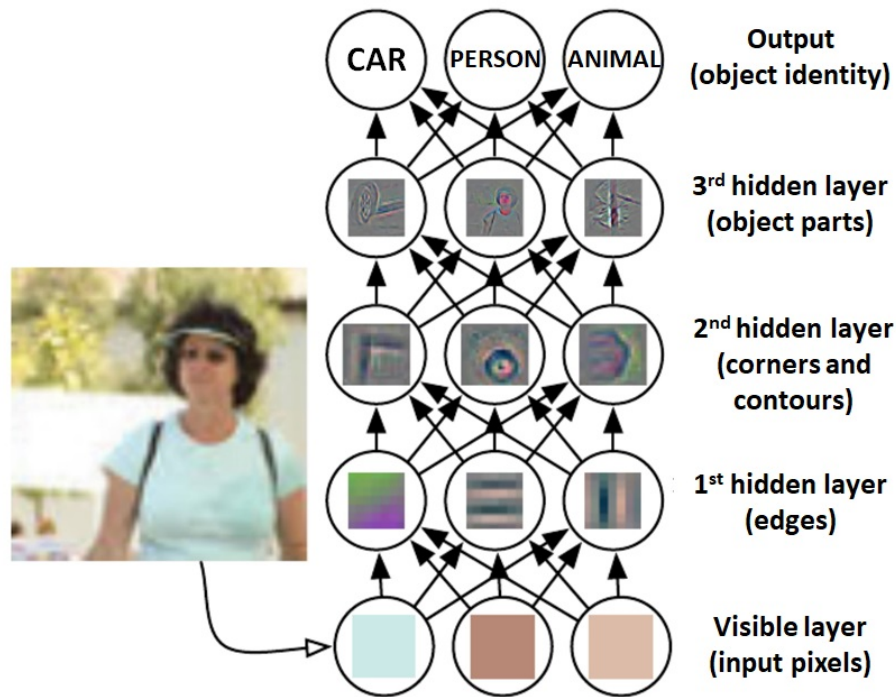 CAR PERSON ANIMAL
Output
(object identity)
3rd hidden layer
(object parts)
2nd hidden layer
(corners and
contours)
1st hidden layer
(edges)
Visible layer
(input pixels)